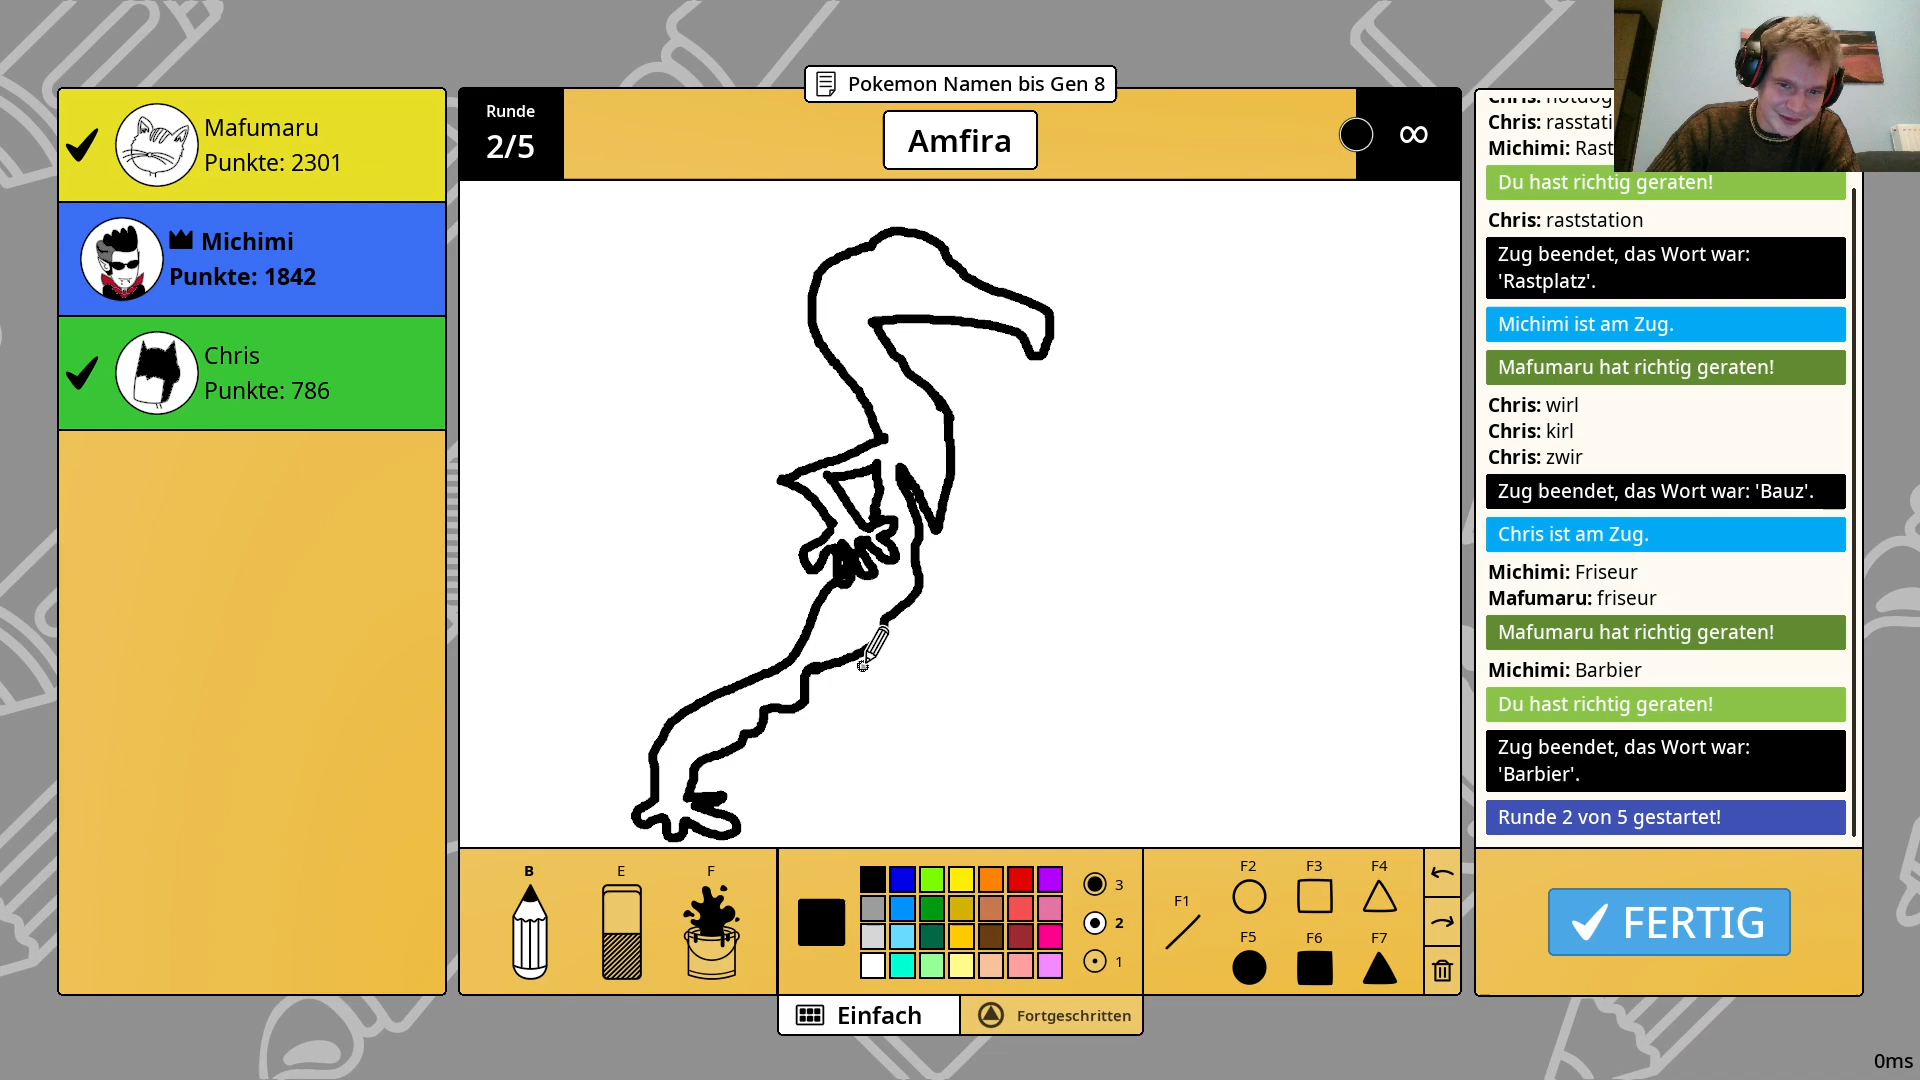 Pokemon Namen bis Gen 8
Runde
2/5
Amfira
∞
Mafumaru
Punkte: 2301
Michimi
Punkte: 1842
Chris
Punkte: 786
Chris: hotdog
Chris: rasstati
Michimi: Rast
Du hast richtig geraten!
Chris: raststation
Zug beendet, das Wort war:
'Rastplatz'.
Michimi ist am Zug.
Mafumaru hat richtig geraten!
Chris: wirl
Chris: kirl
Chris: zwir
Zug beendet, das Wort war: 'Bauz'.
Chris ist am Zug.
Michimi: Friseur
Mafumaru: friseur
Mafumaru hat richtig geraten!
Michimi: Barbier
Du hast richtig geraten!
Zug beendet, das Wort war:
'Barbier'.
Runde 2 von 5 gestartet!
B
E
F
3
2
1
F1
F2
F3
F4
F5
F6
F7
FERTIG
Einfach
Fortgeschritten
0ms